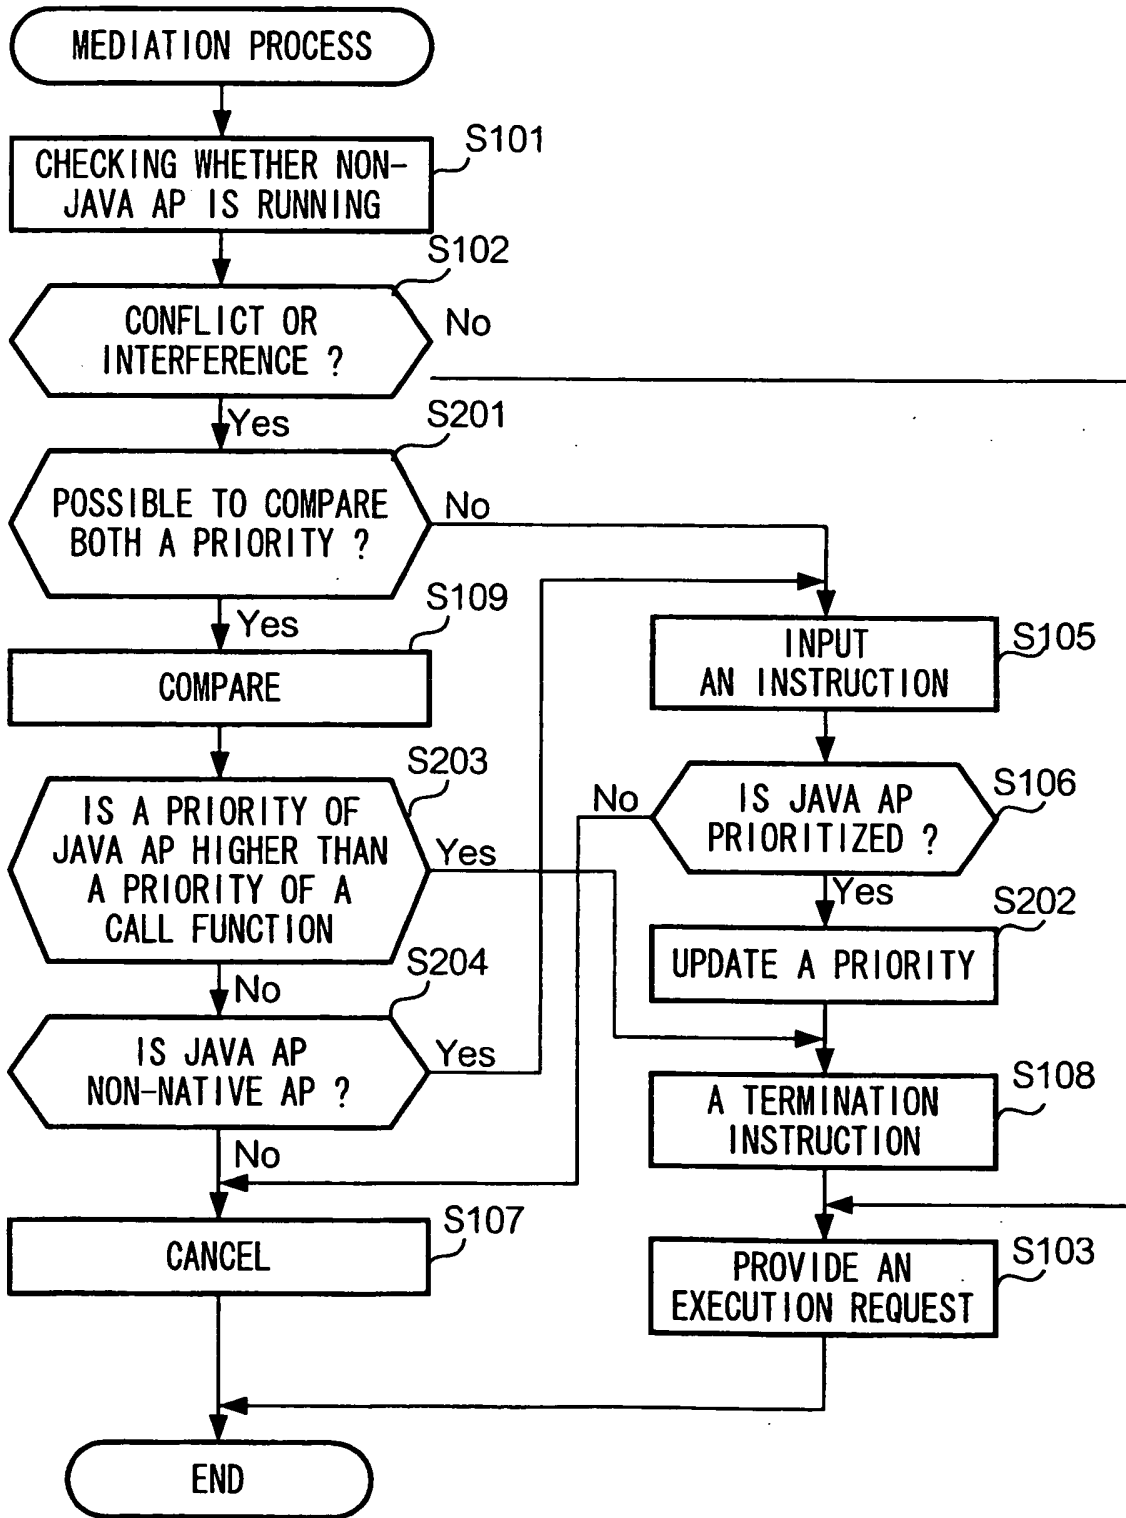 MEDIATION PROCESS
S101
CHECKING WHETHER NON-
JAVA AP IS RUNNING
S102
CONFLICT OR
INTERFERENCE ?
No
Yes
S201
POSSIBLE TO COMPARE
BOTH A PRIORITY ?
No
Yes
S109
COMPARE
S203
IS A PRIORITY OF
JAVA AP HIGHER THAN
A PRIORITY OF A
CALL FUNCTION
Yes
No
S204
IS JAVA AP
NON-NATIVE AP ?
Yes
No
S107
CANCEL
END
S105
INPUT
AN INSTRUCTION
S106
No
IS JAVA AP
PRIORITIZED ?
Yes
S202
UPDATE A PRIORITY
S108
A TERMINATION
INSTRUCTION
S103
PROVIDE AN
EXECUTION REQUEST